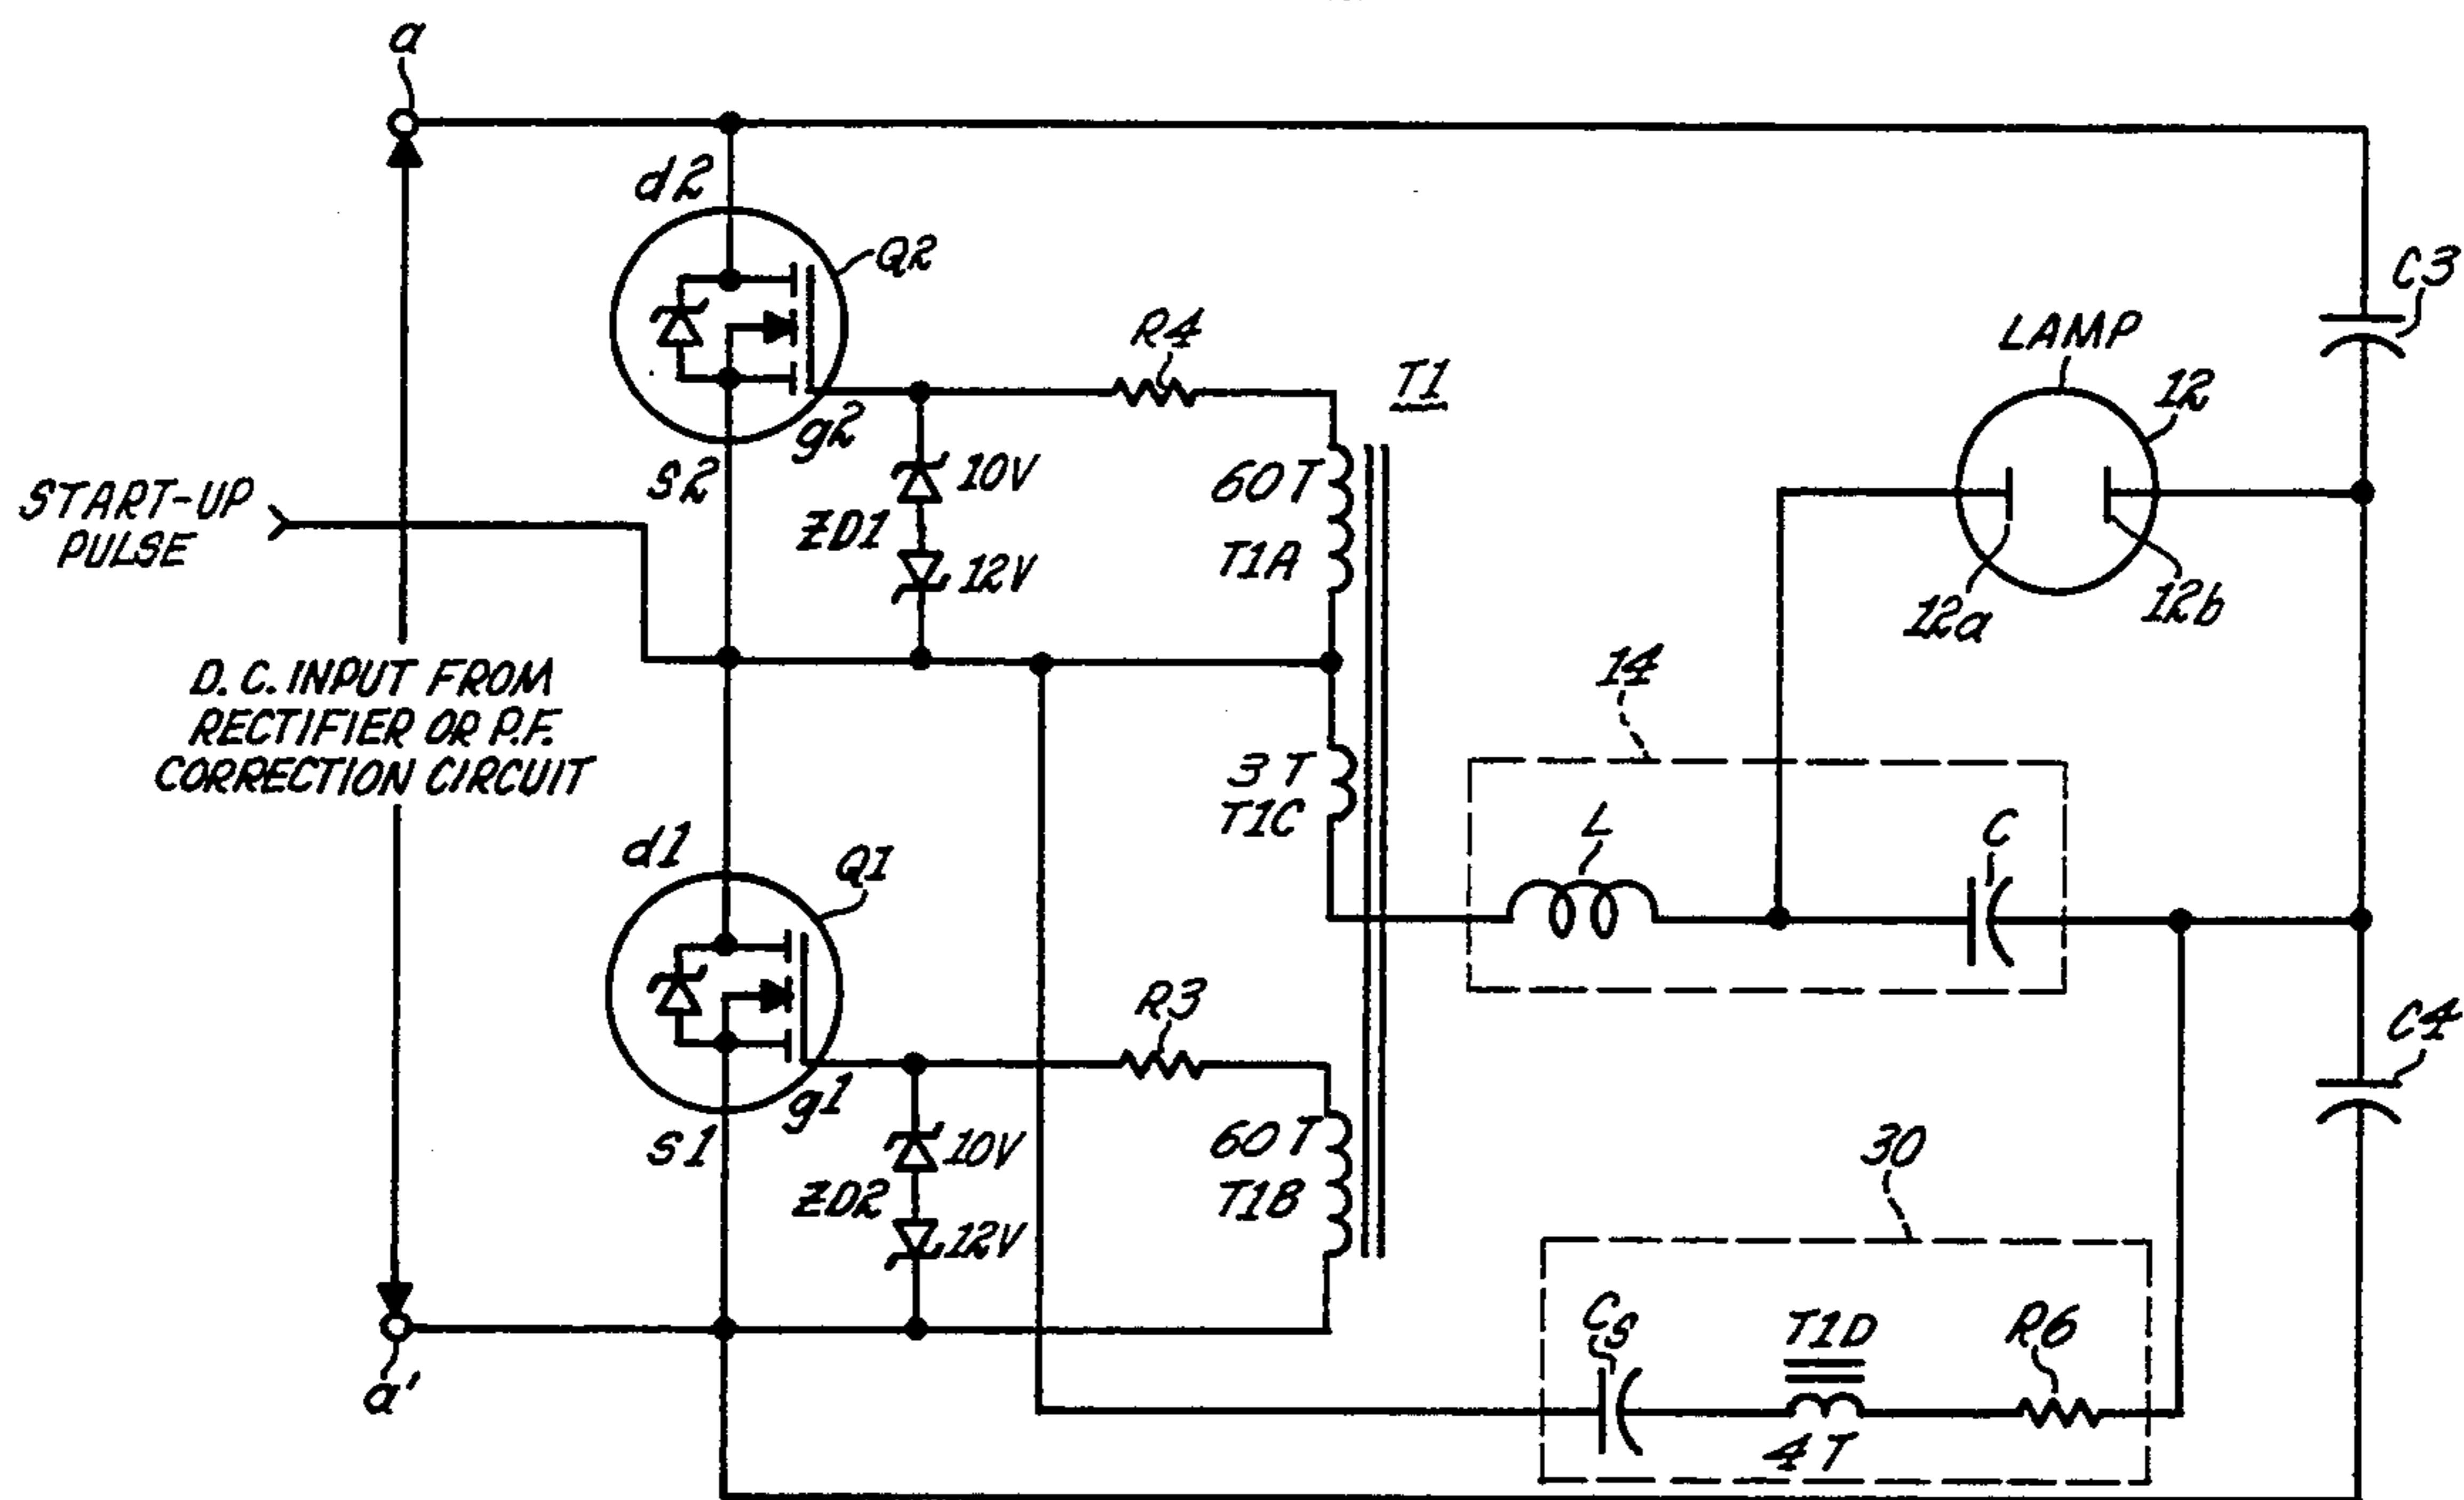 a
d2
Q2
C3
R4
LAMP
T1
12
g2
s2
10V
60T
START-UP
PULSE
ZD1
T1A
12V
12a
12b
14
D.C. INPUT FROM
RECTIFIER OR P.F.
CORRECTION CIRCUIT
3T
T1C
L
C
d1
Q1
R3
C4
g1
s1
10V
60T
30
ZD2
T1B
12V
Cs
T1D
R6
a'
4T